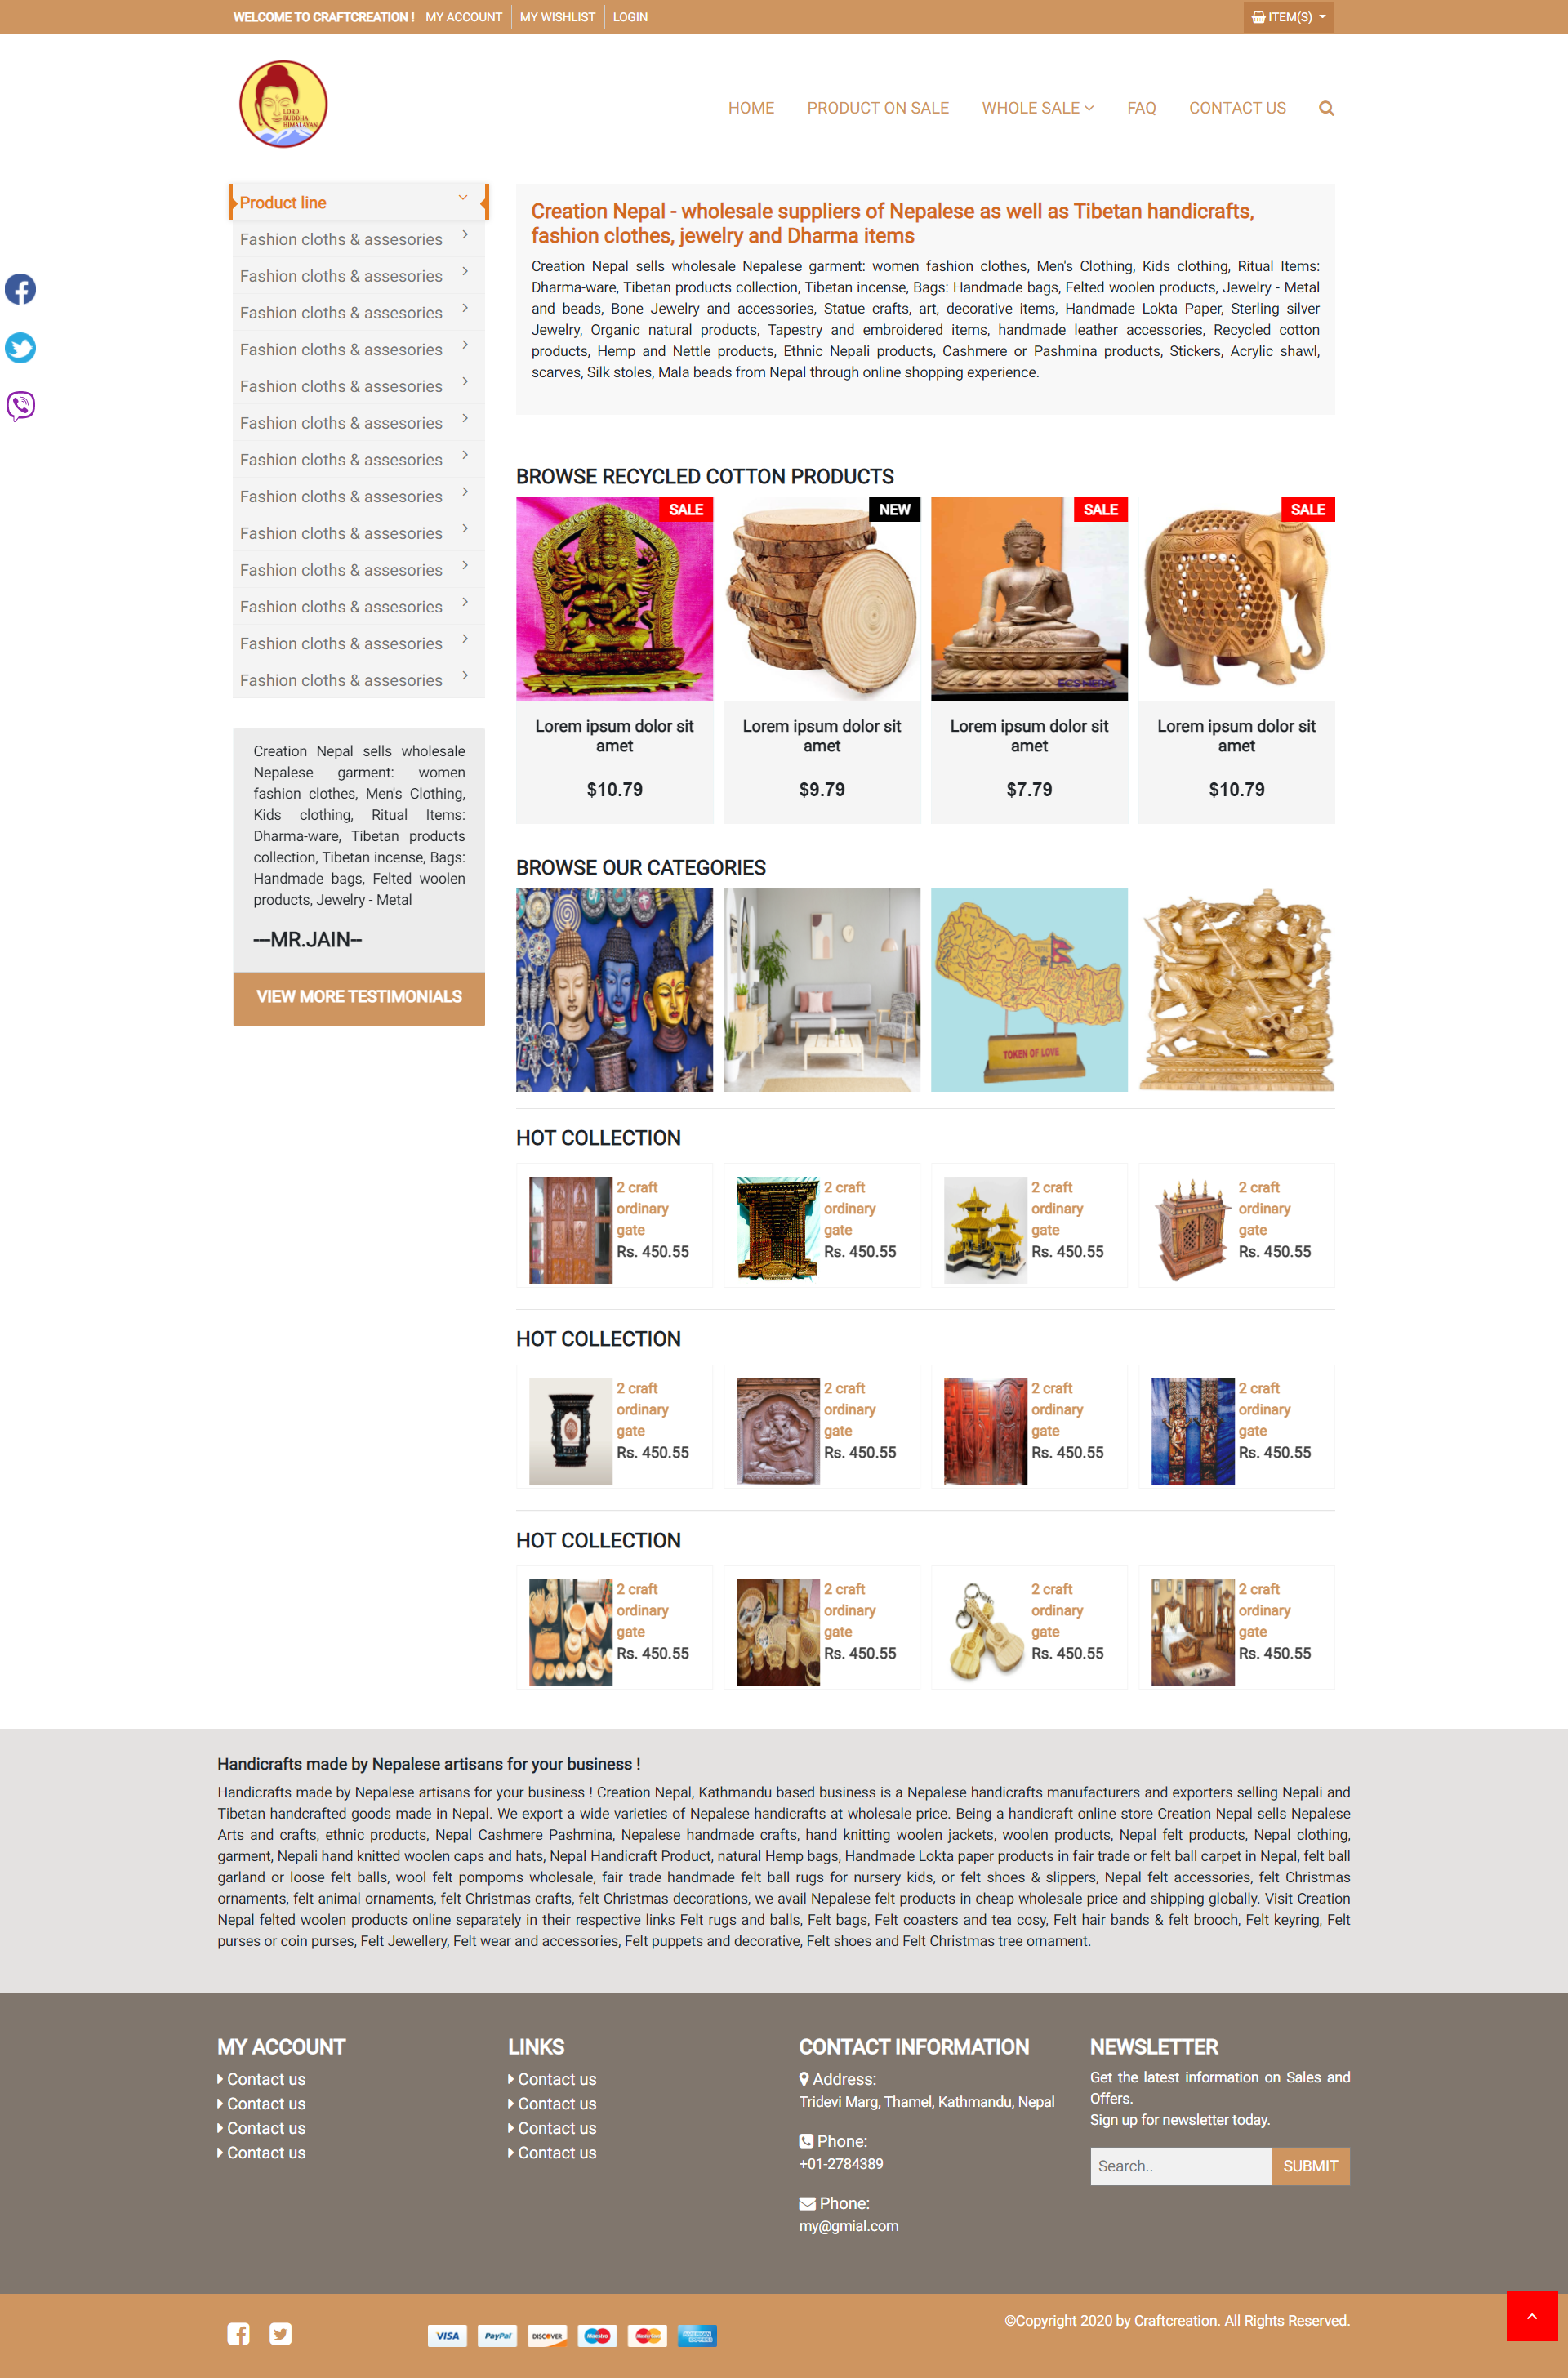 WELCOME TO CRAFTCREATION !
MY ACCOUNT
MY WISHLIST
LOGIN
ITEM(S)
LORD
BUDDHA
HIMALAYAN
HOME
PRODUCT ON SALE
WHOLE SALE
FAQ
CONTACT US
Product line
Fashion cloths & assesories
Fashion cloths & assesories
Fashion cloths & assesories
Fashion cloths & assesories
Fashion cloths & assesories
Fashion cloths & assesories
Fashion cloths & assesories
Fashion cloths & assesories
Fashion cloths & assesories
Fashion cloths & assesories
Fashion cloths & assesories
Fashion cloths & assesories
Fashion cloths & assesories
Creation Nepal sells wholesale
Nepalese garment: women
fashion clothes, Men's Clothing,
Kids clothing, Ritual Items:
Dharma-ware, Tibetan products
collection, Tibetan incense, Bags:
Handmade bags, Felted woolen
products, Jewelry - Metal
---MR.JAIN--
VIEW MORE TESTIMONIALS
Creation Nepal - wholesale suppliers of Nepalese as well as Tibetan handicrafts,
fashion clothes, jewelry and Dharma items
Creation Nepal sells wholesale Nepalese garment: women fashion clothes, Men's Clothing, Kids clothing, Ritual Items:
Dharma-ware, Tibetan products collection, Tibetan incense, Bags: Handmade bags, Felted woolen products, Jewelry - Metal
and beads, Bone Jewelry and accessories, Statue crafts, art, decorative items, Handmade Lokta Paper, Sterling silver
Jewelry, Organic natural products, Tapestry and embroidered items, handmade leather accessories, Recycled cotton
products, Hemp and Nettle products, Ethnic Nepali products, Cashmere or Pashmina products, Stickers, Acrylic shawl,
scarves, Silk stoles, Mala beads from Nepal through online shopping experience.
BROWSE RECYCLED COTTON PRODUCTS
SALE
NEW
SALE
SALE
Lorem ipsum dolor sit
amet
$10.79
Lorem ipsum dolor sit
amet
$9.79
Lorem ipsum dolor sit
amet
$7.79
Lorem ipsum dolor sit
amet
$10.79
BROWSE OUR CATEGORIES
TOKEN OF LOVE
HOT COLLECTION
2 craft
ordinary
gate
Rs. 450.55
2 craft
ordinary
gate
Rs. 450.55
2 craft
ordinary
gate
Rs. 450.55
2 craft
ordinary
gate
Rs. 450.55
HOT COLLECTION
2 craft
ordinary
gate
Rs. 450.55
2 craft
ordinary
gate
Rs. 450.55
2 craft
ordinary
gate
Rs. 450.55
2 craft
ordinary
gate
Rs. 450.55
HOT COLLECTION
2 craft
ordinary
gate
Rs. 450.55
2 craft
ordinary
gate
Rs. 450.55
2 craft
ordinary
gate
Rs. 450.55
2 craft
ordinary
gate
Rs. 450.55
Handicrafts made by Nepalese artisans for your business !
Handicrafts made by Nepalese artisans for your business ! Creation Nepal, Kathmandu based business is a Nepalese handicrafts manufacturers and exporters selling Nepali and
Tibetan handcrafted goods made in Nepal. We export a wide varieties of Nepalese handicrafts at wholesale price. Being a handicraft online store Creation Nepal sells Nepalese
Arts and crafts, ethnic products, Nepal Cashmere Pashmina, Nepalese handmade crafts, hand knitting woolen jackets, woolen products, Nepal felt products, Nepal clothing,
garment, Nepali hand knitted woolen caps and hats, Nepal Handicraft Product, natural Hemp bags, Handmade Lokta paper products in fair trade or felt ball carpet in Nepal, felt ball
garland or loose felt balls, wool felt pompoms wholesale, fair trade handmade felt ball rugs for nursery kids, or felt shoes & slippers, Nepal felt accessories, felt Christmas
ornaments, felt animal ornaments, felt Christmas crafts, felt Christmas decorations, we avail Nepalese felt products in cheap wholesale price and shipping globally. Visit Creation
Nepal felted woolen products online separately in their respective links Felt rugs and balls, Felt bags, Felt coasters and tea cosy, Felt hair bands & felt brooch, Felt keyring, Felt
purses or coin purses, Felt Jewellery, Felt wear and accessories, Felt puppets and decorative, Felt shoes and Felt Christmas tree ornament.
MY ACCOUNT
Contact us
Contact us
Contact us
Contact us
LINKS
Contact us
Contact us
Contact us
Contact us
CONTACT INFORMATION
Address:
Tridevi Marg, Thamel, Kathmandu, Nepal
Phone:
+01-2784389
Phone:
my@gmial.com
NEWSLETTER
Get the latest information on Sales and
Offers.
Sign up for newsletter today.
Search..
SUBMIT
VISA
PayPal
DISCOVER
Maestro
MasterCard
AMERICAN EXPRESS
©Copyright 2020 by Craftcreation. All Rights Reserved.